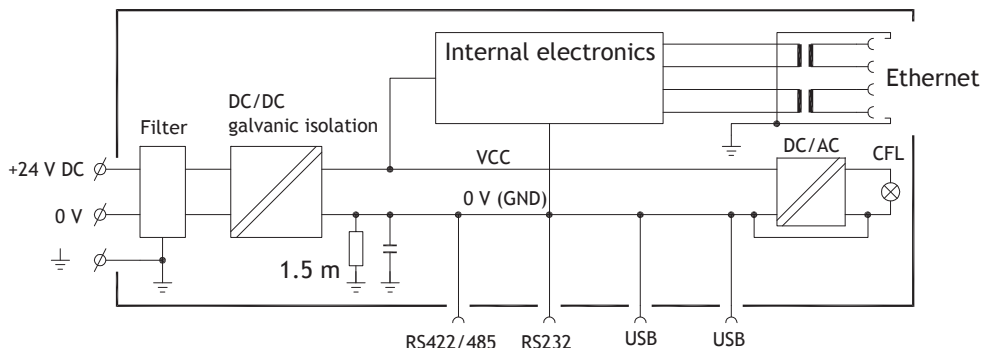 Internal electronics
Ethernet
DC/DC
galvanic isolation
Filter
DC/AC
CFL
+24 V DC
VCC
0 V
0 V (GND)
1.5 m
RS422/485
RS232
USB
USB